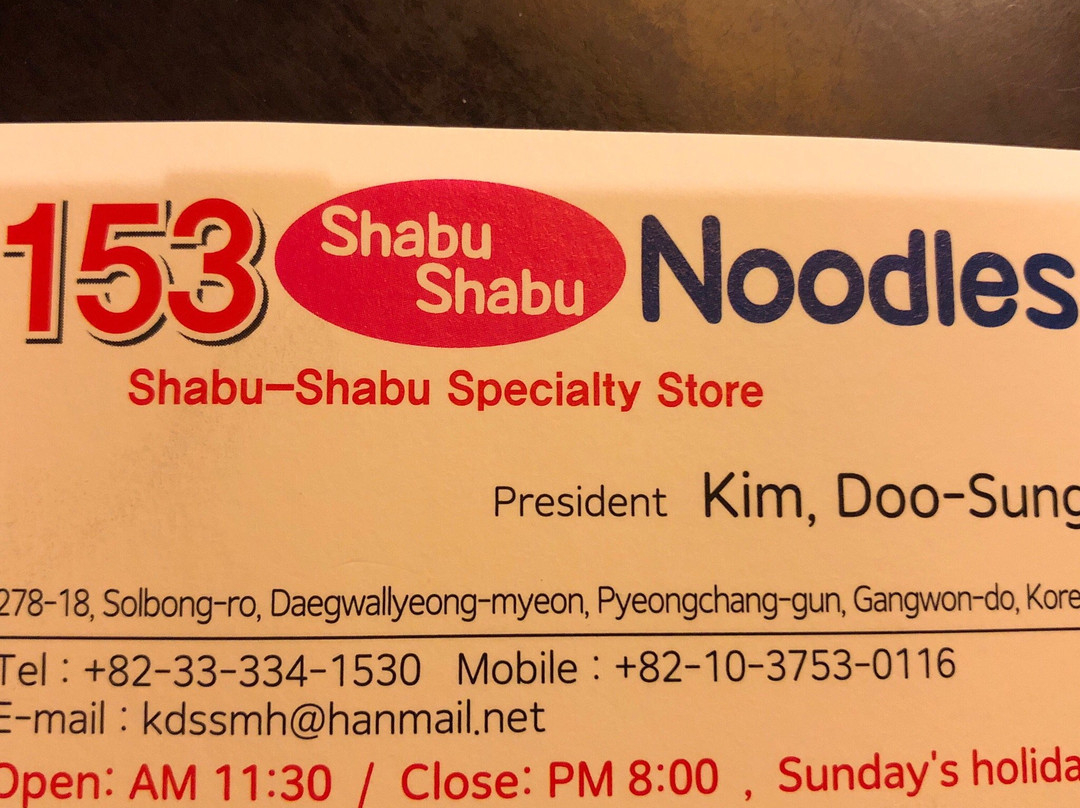 153 Shabu Shabu Noodles
Shabu-Shabu Specialty Store
President Kim, Doo-Sung
278-18, Solbong-ro, Daegwallyeong-myeon, Pyeongchang-gun, Gangwon-do, Kore
Tel : +82-33-334-1530 Mobile : +82-10-3753-0116
E-mail : kdssmh@hanmail.net
Open: AM 11:30 / Close: PM 8:00 , Sunday's holida